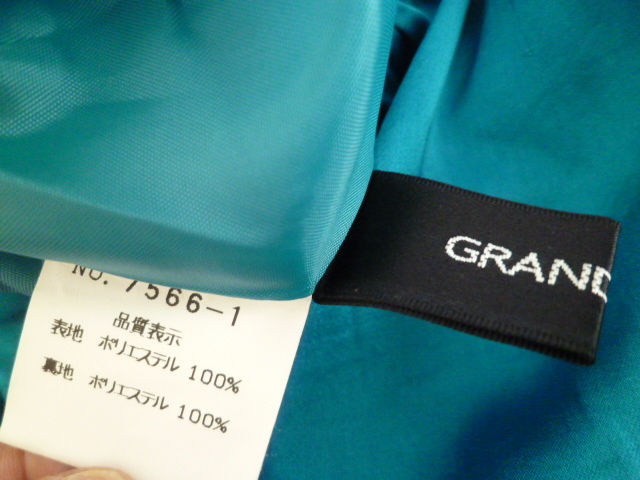 NO. 7566-1
品質表示
表地 ポリエステル 100%
裏地 ポリエステル 100%
GRAND